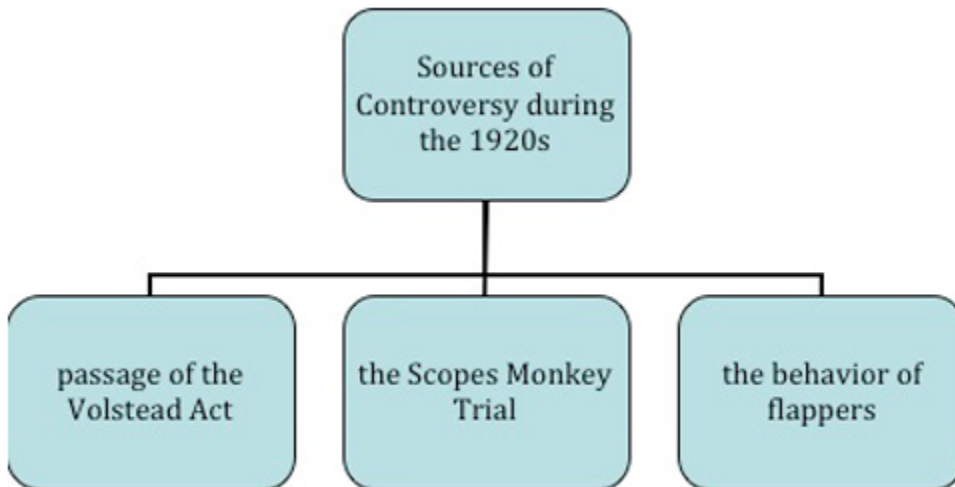 Sources of
Controversy during
the 1920s
passage of the
Volstead Act
the Scopes Monkey
Trial
the behavior of
flappers